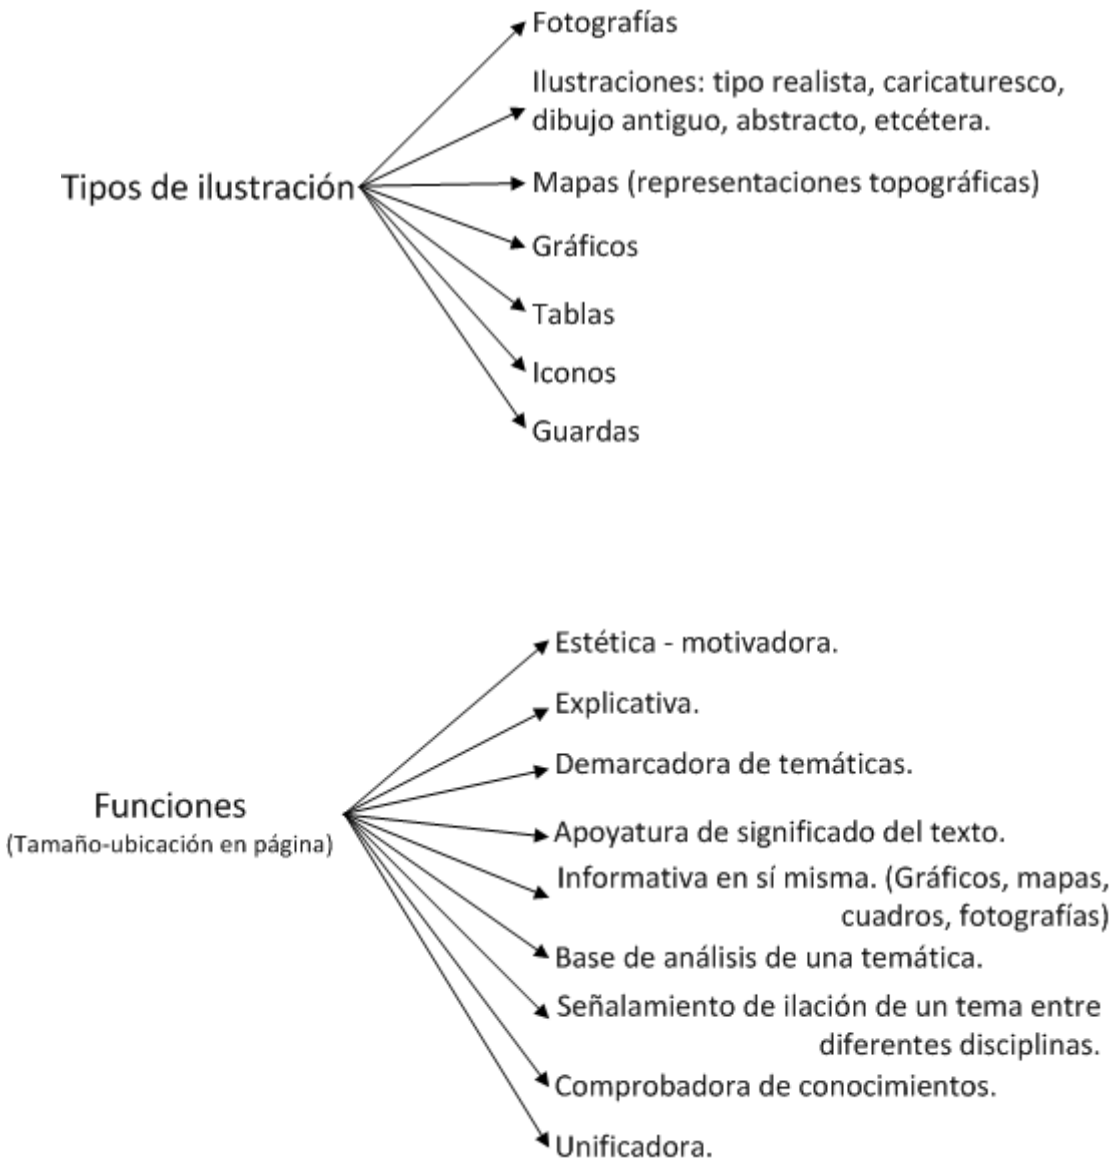 Tipos de ilustración
Fotografías
Ilustraciones: tipo realista, caricaturesco,
dibujo antiguo, abstracto, etcétera.
Mapas (representaciones topográficas)
Gráficos
Tablas
Iconos
Guardas
Funciones
(Tamaño-ubicación en página)
Estética - motivadora.
Explicativa.
Demarcadora de temáticas.
Apoyatura de significado del texto.
Informativa en sí misma. (Gráficos, mapas,
cuadros, fotografías)
Base de análisis de una temática.
Señalamiento de ilación de un tema entre
diferentes disciplinas.
Comprobadora de conocimientos.
Unificadora.